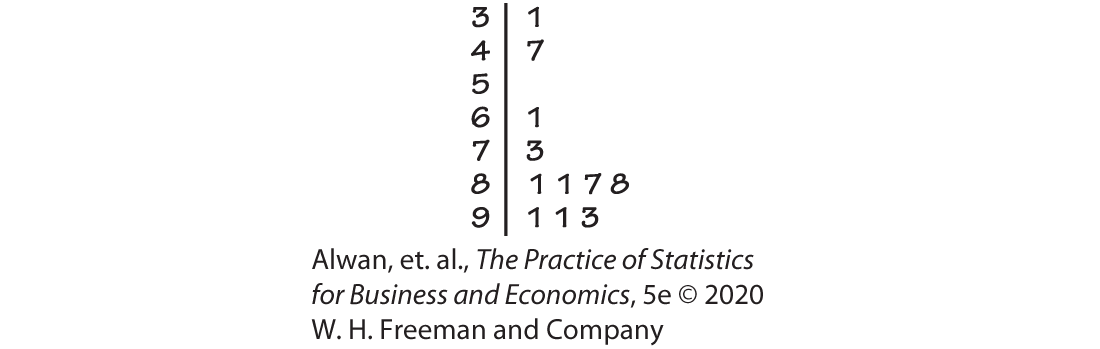 3 | 1
4 | 7
5 |
6 | 1
7 | 3
8 | 1 1 7 8
9 | 1 1 3
Alwan, et. al., The Practice of Statistics
for Business and Economics, 5e © 2020
W. H. Freeman and Company